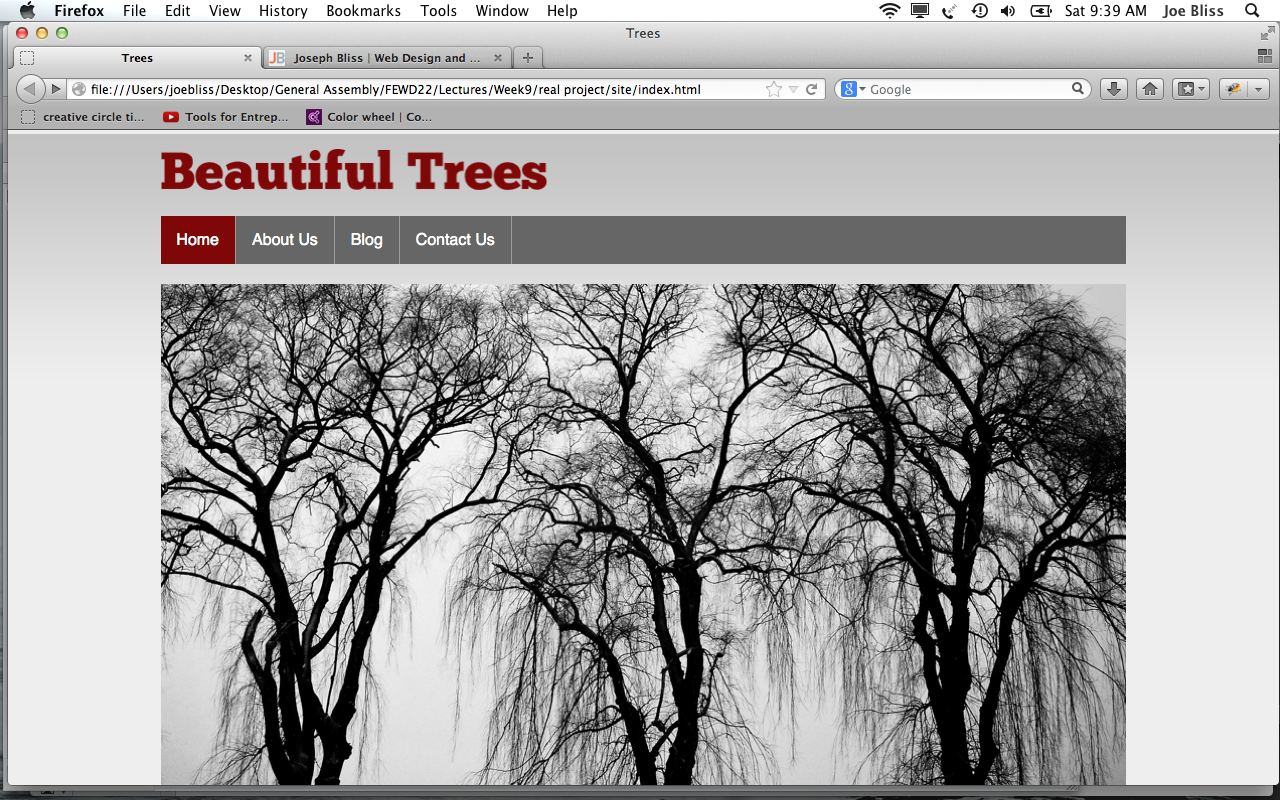 Firefox File Edit View History Bookmarks Tools Window Help Sat 9:39 AM Joe Bliss
Trees
Trees JB Joseph Bliss | Web Design and ...
file:///Users/joebliss/Desktop/General Assembly/FEWD22/Lectures/Week9/real project/site/index.html 8 Google
creative circle ti... Tools for Entrep... Color wheel | Co...
Beautiful Trees
Home About Us Blog Contact Us